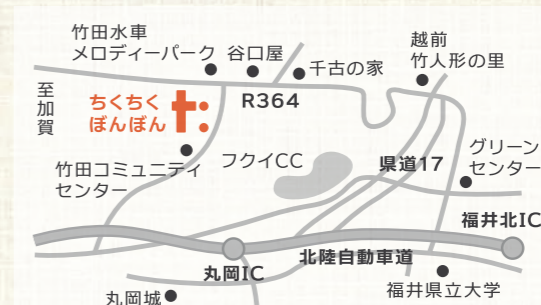 竹田水車
メロディーパーク
谷口屋
千古の家
越前
竹人形の里
至加賀
ちくちく
ぼんぼん
R364
竹田コミュニティ
センター
フクイCC
県道17
グリーン
センター
福井北IC
北陸自動車道
丸岡IC
福井県立大学
丸岡城